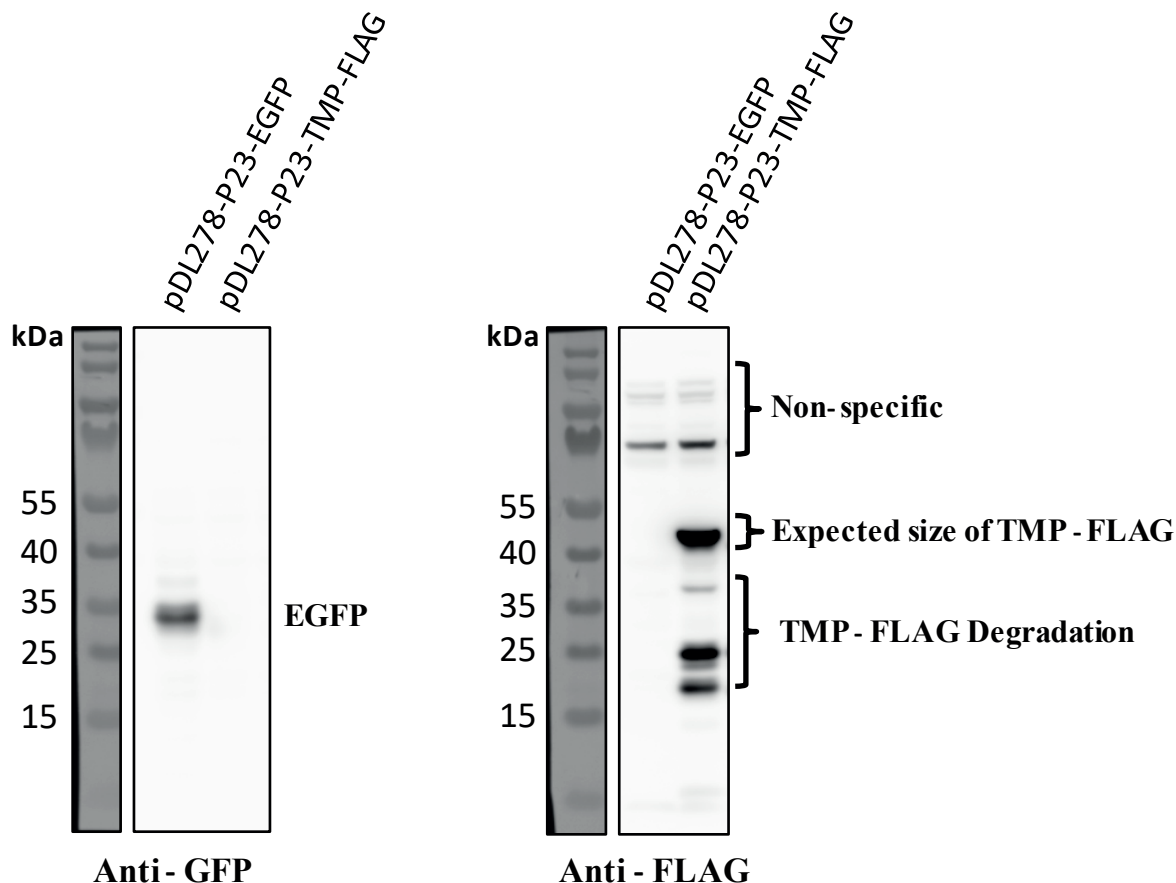 pDL278-P23-EGFP
pDL278-P23-TMP-FLAG
kDa
55
40
35
25
15
EGFP
Anti - GFP
pDL278-P23-EGFP
pDL278-P23-TMP-FLAG
kDa
55
40
35
25
15
Non-specific
Expected size of TMP - FLAG
TMP - FLAG Degradation
Anti - FLAG